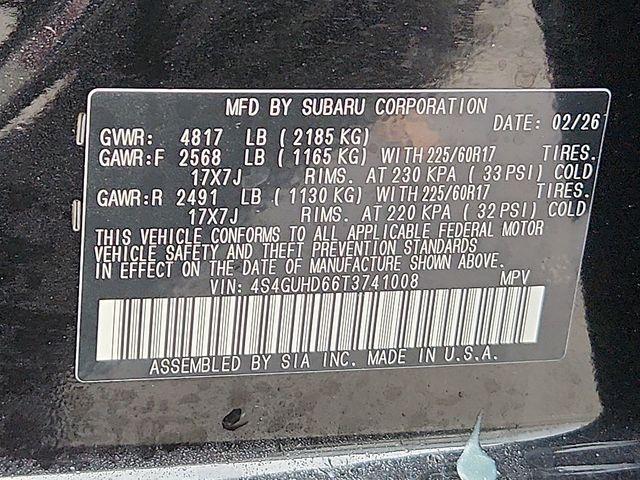 MFD BY SUBARU CORPORATION
DATE: 02/26
GVWR: 4817 LB ( 2185 KG)
GAWR:F 2568 LB ( 1165 KG) WITH 225/60R17 TIRES.
17X7J RIMS. AT 230 KPA ( 33 PSI) COLD
GAWR:R 2491 LB ( 1130 KG) WITH 225/60R17 TIRES.
17X7J RIMS. AT 220 KPA ( 32 PSI) COLD
THIS VEHICLE CONFORMS TO ALL APPLICABLE FEDERAL MOTOR
VEHICLE SAFETY AND THEFT PREVENTION STANDARDS
IN EFFECT ON THE DATE OF MANUFACTURE SHOWN ABOVE.
VIN: 4S4GUHD66T3741008 MPV
ASSEMBLED BY SIA INC. MADE IN U.S.A.